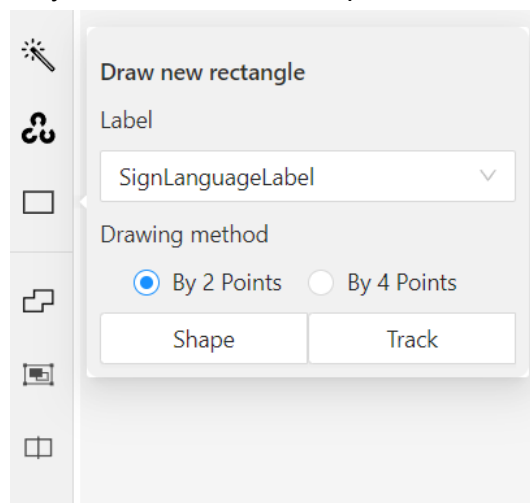 Draw new rectangle
Label
SignLanguageLabel
Drawing method
By 2 Points By 4 Points
Shape Track